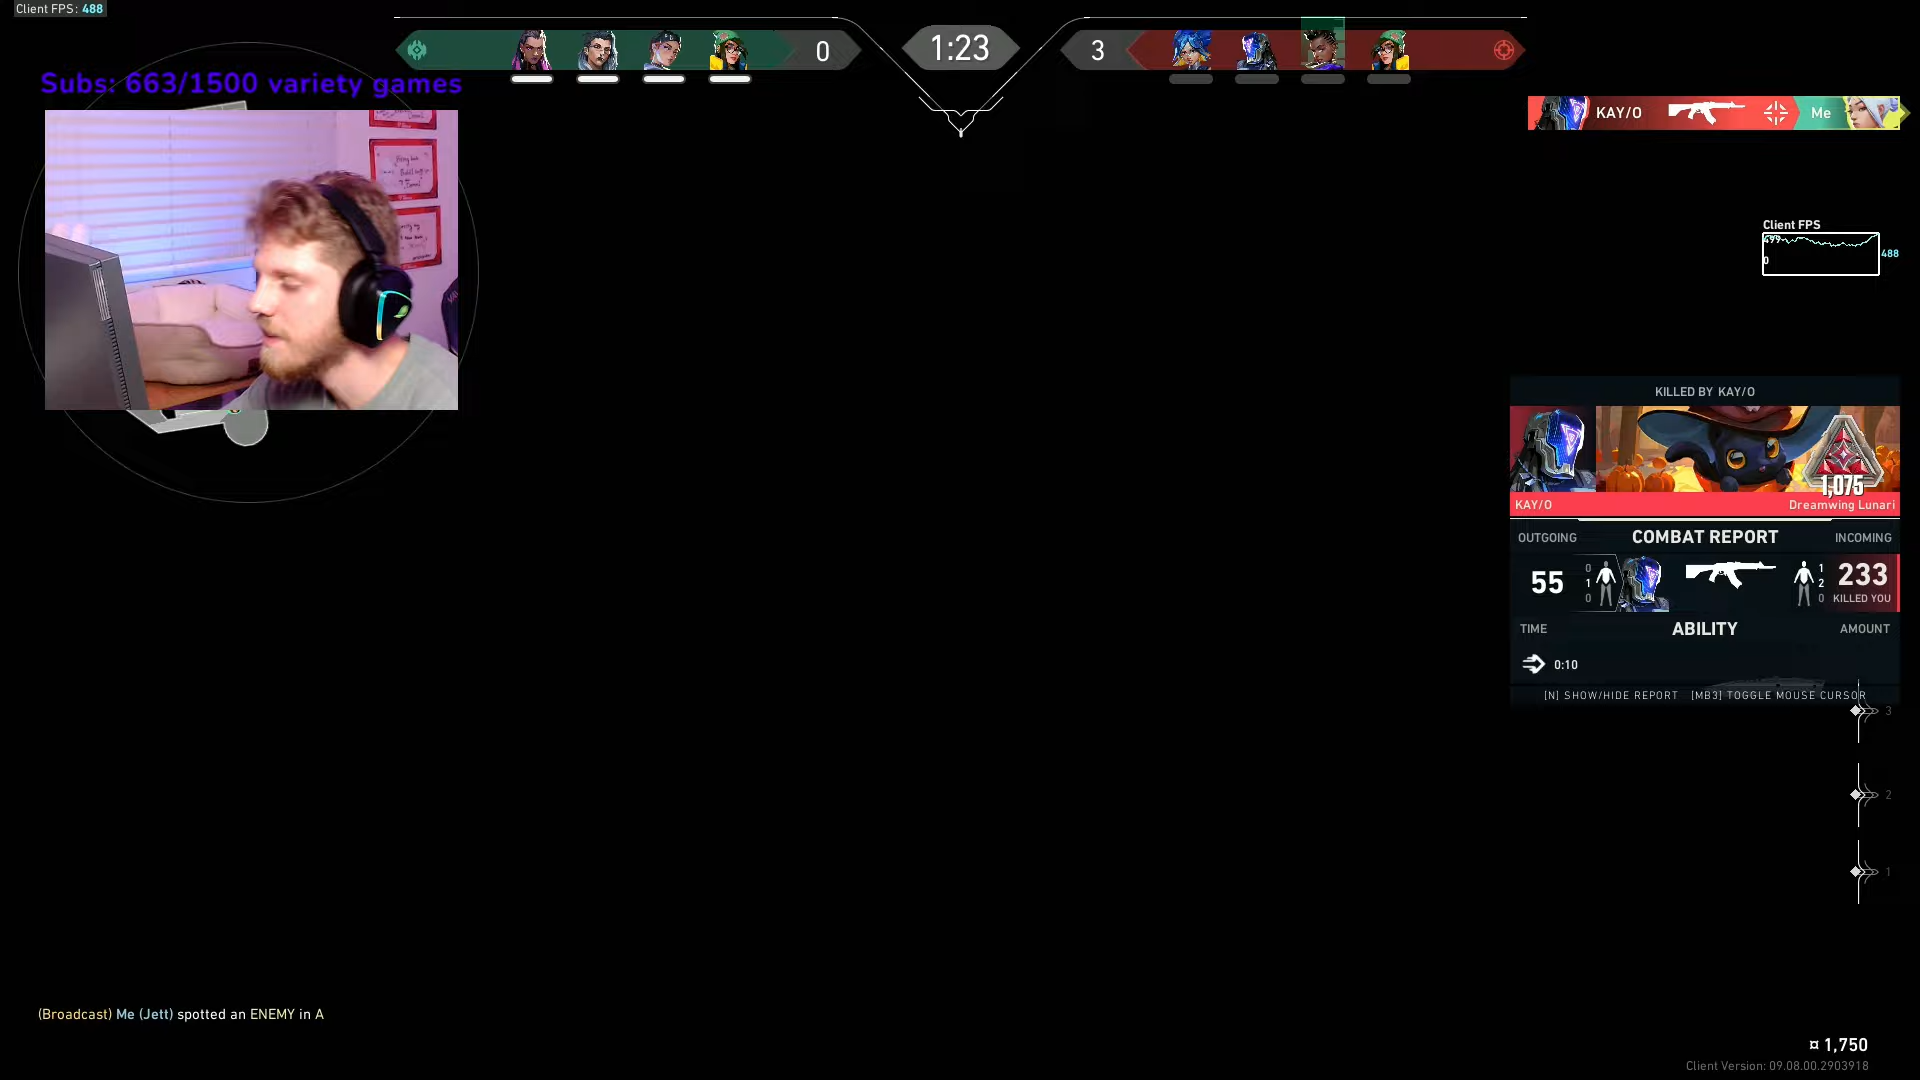 Client FPS: 488
0
1:23
3
Subs: 663/1500 variety games
KAY/O
Me
Client FPS
499
488
0
KILLED BY KAY/O
1,075
KAY/O
Dreamwing Lunari
OUTGOING
COMBAT REPORT
INCOMING
55
0
1
0
1
2
0
233
KILLED YOU
TIME
ABILITY
AMOUNT
0:10
[N] SHOW/HIDE REPORT [MB3] TOGGLE MOUSE CURSOR
3
2
1
(Broadcast) Me (Jett) spotted an ENEMY in A
¤ 1,750
Client Version: 09.08.00.2903918